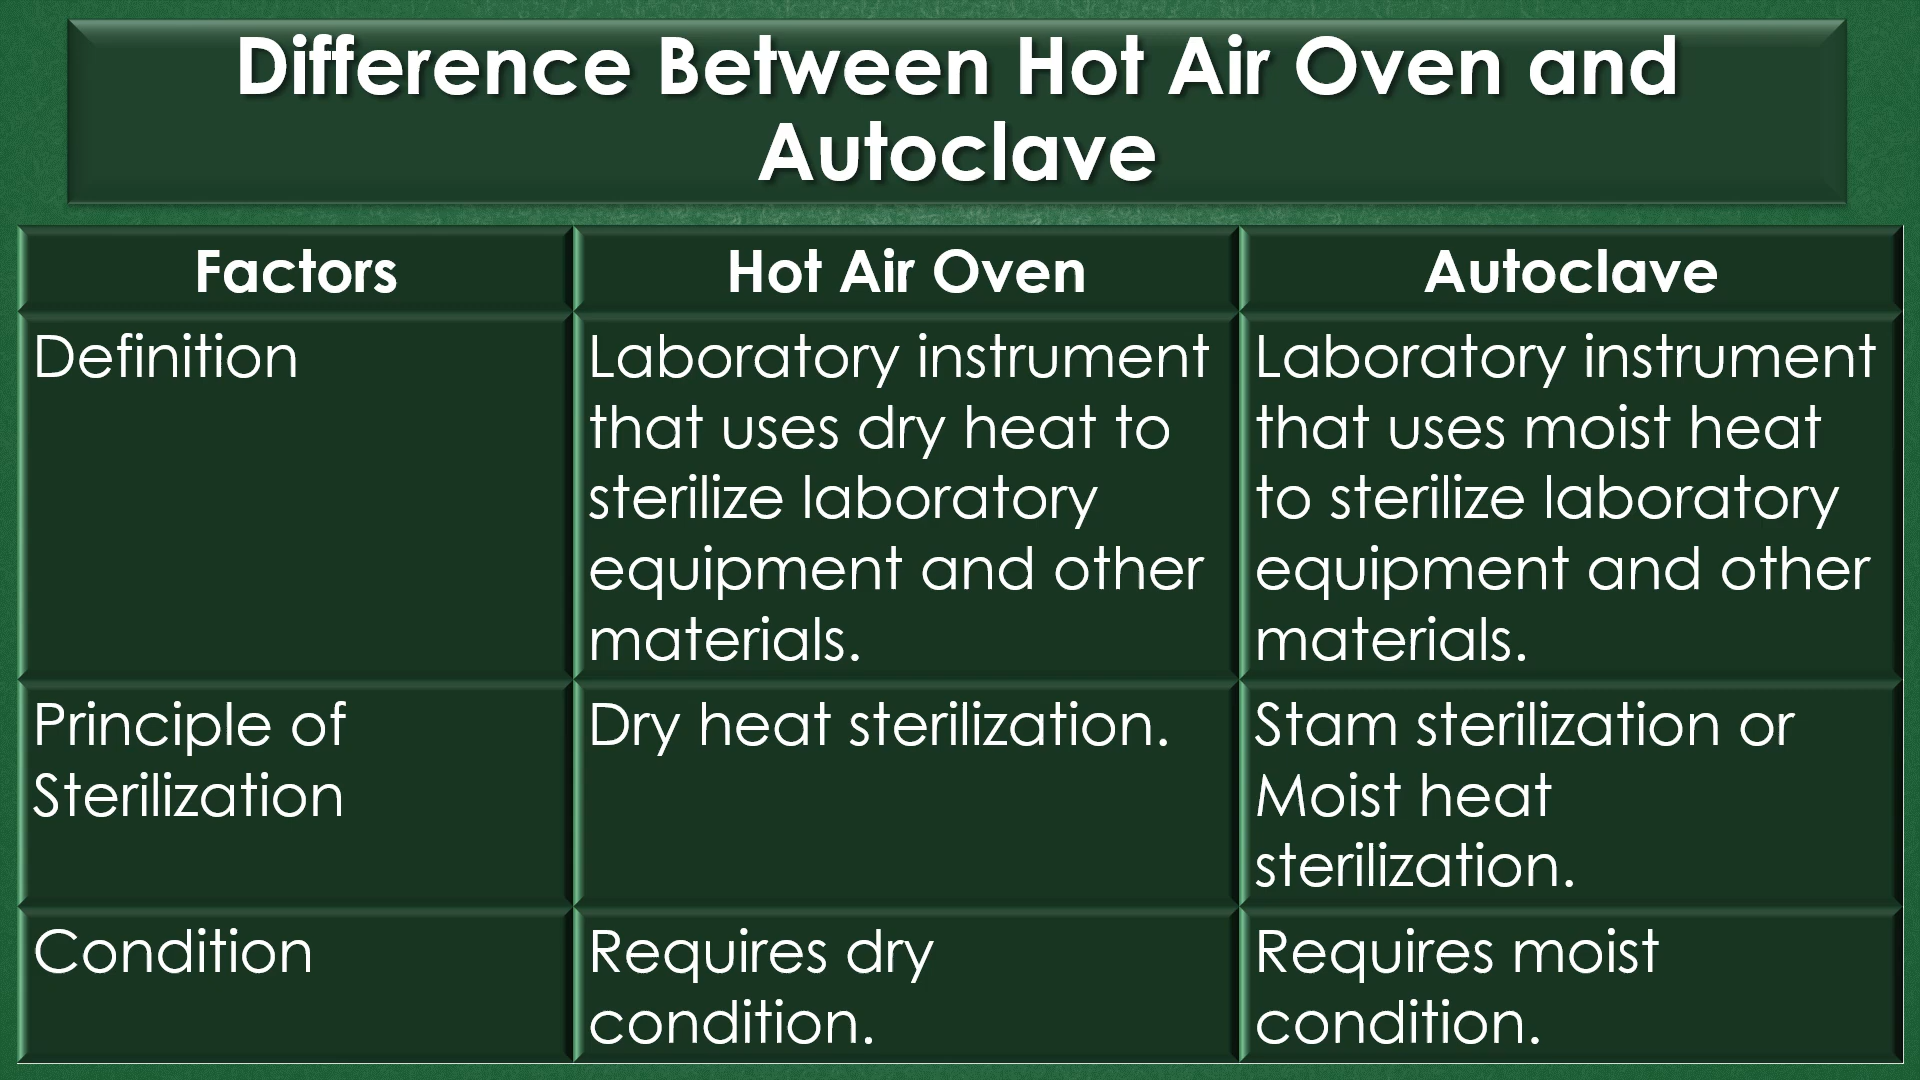 Difference Between Hot Air Oven and
Autoclave
Factors
Hot Air Oven
Autoclave
Definition
Laboratory instrument
that uses dry heat to
sterilize laboratory
equipment and other
materials.
Laboratory instrument
that uses moist heat
to sterilize laboratory
equipment and other
materials.
Principle of
Sterilization
Dry heat sterilization.
Stam sterilization or
Moist heat
sterilization.
Condition
Requires dry
condition.
Requires moist
condition.